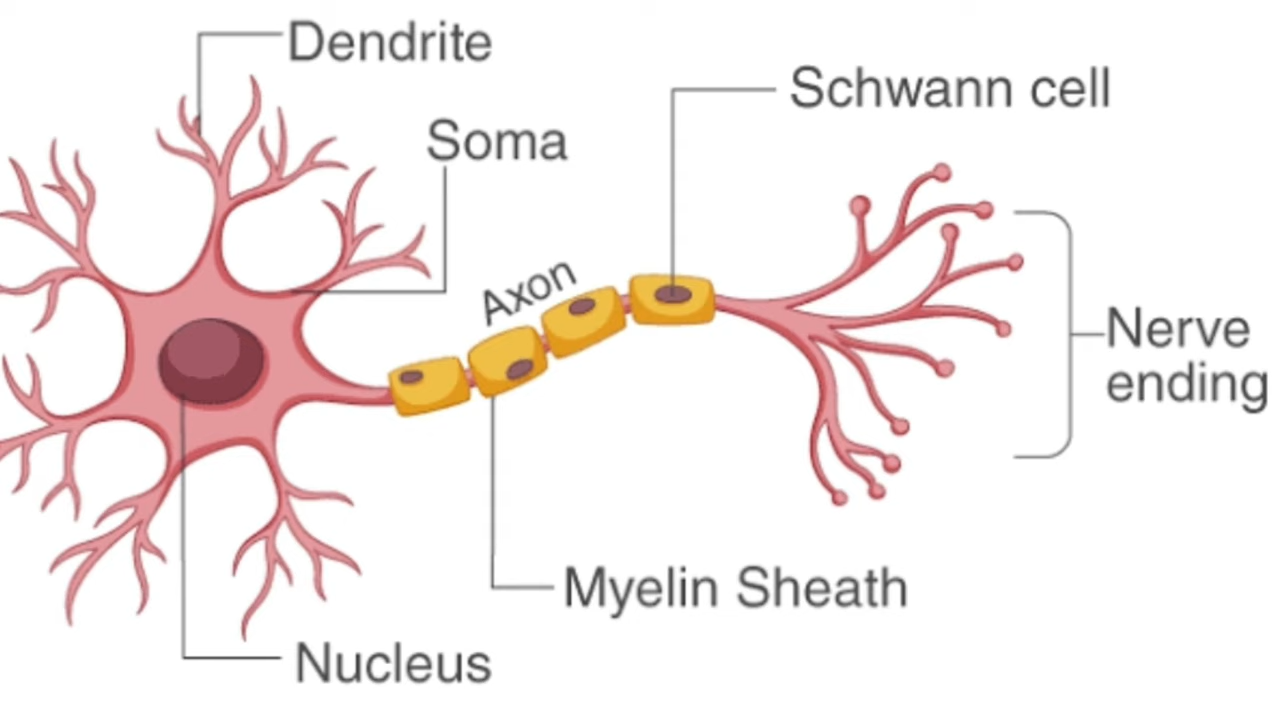 Dendrite
Schwann cell
Soma
Axon
Nerve
ending
Myelin Sheath
Nucleus